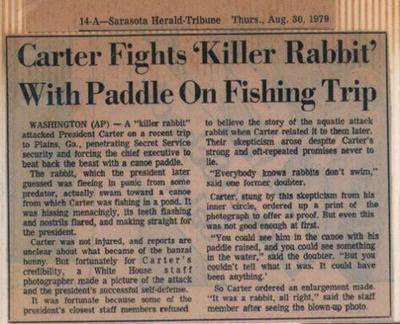 14-A—Sarasota Herald-Tribune Thurs., Aug. 30, 1979
Carter Fights 'Killer Rabbit'
With Paddle On Fishing Trip
WASHINGTON (AP) — A "killer rabbit"
attacked President Carter on a recent trip
to Plains, Ga., penetrating Secret Service
security and forcing the chief executive to
beat back the beast with a canoe paddle.
The rabbit, which the president later
guessed was fleeing in panic from some
predator, actually swam toward a canoe
from which Carter was fishing in a pond. It
was hissing menacingly, its teeth flashing
and nostrils flared, and making straight for
the president.
Carter was not injured, and reports are
unclear about what became of the banzai
bunny. But fortunately for Carter's
credibility, a White House staff
photographer made a picture of the attack
and the president's successful self-defense.
It was fortunate because some of the
president's closest staff members refused
to believe the story of the aquatic attack
rabbit when Carter related it to them later.
Their skepticism arose despite Carter's
strong and oft-repeated promises never to
lie.
"Everybody knows rabbits don't swim,"
said one former doubter.
Carter, stung by this skepticism from his
inner circle, ordered up a print of the
photograph to offer as proof. But even this
was not good enough at first.
"You could see him in the canoe with his
paddle raised, and you could see something
in the water," said the doubter. "But you
couldn't tell what it was. It could have
been anything.'
So Carter ordered an enlargement made.
"It was a rabbit, all right," said the staff
member after seeing the blown-up photo.